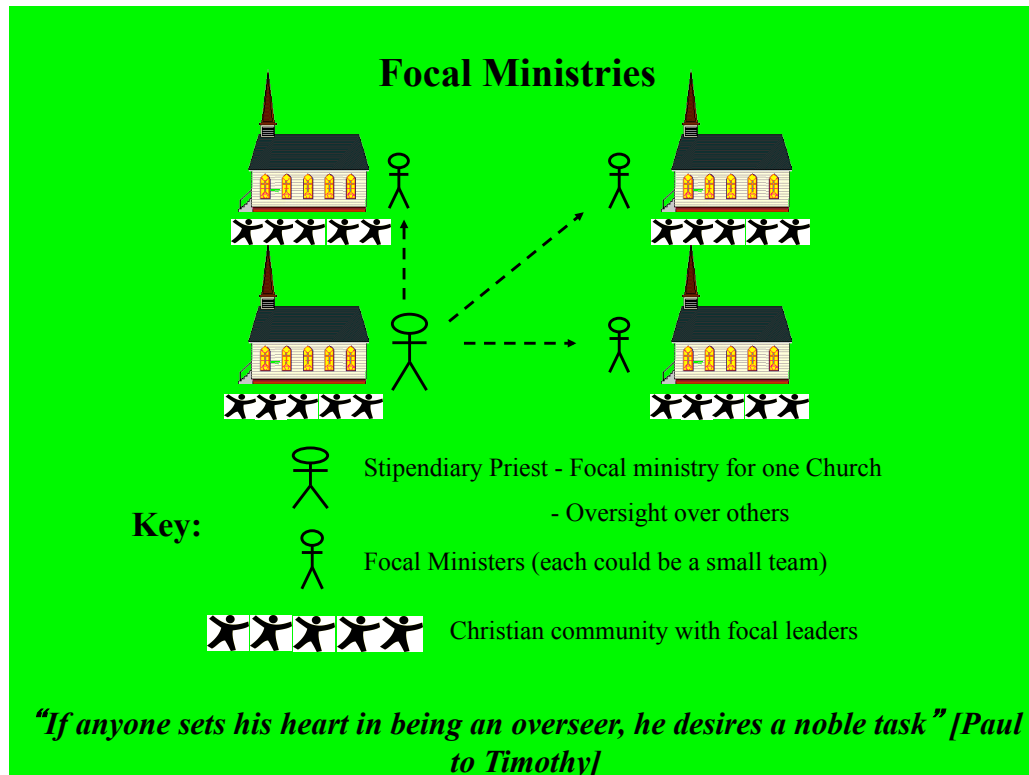 Focal Ministries
Stipendiary Priest - Focal ministry for one Church
- Oversight over others
Key:
Focal Ministers (each could be a small team)
Christian community with focal leaders
“If anyone sets his heart in being an overseer, he desires a noble task” [Paul
to Timothy]